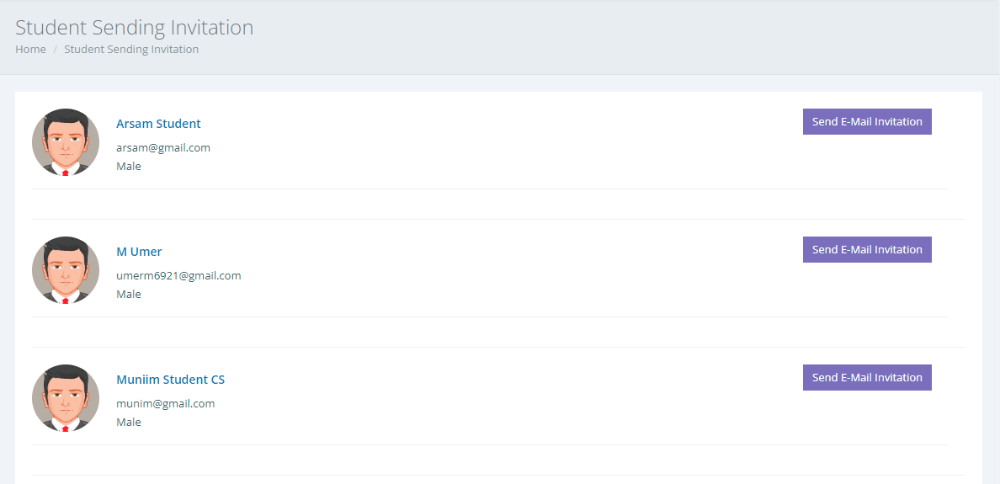 Student Sending Invitation
Home / Student Sending Invitation
Arsam Student
Send E-Mail Invitation
arsam@gmail.com
Male
M Umer
Send E-Mail Invitation
umerm6921@gmail.com
Male
Muniim Student CS
Send E-Mail Invitation
munim@gmail.com
Male